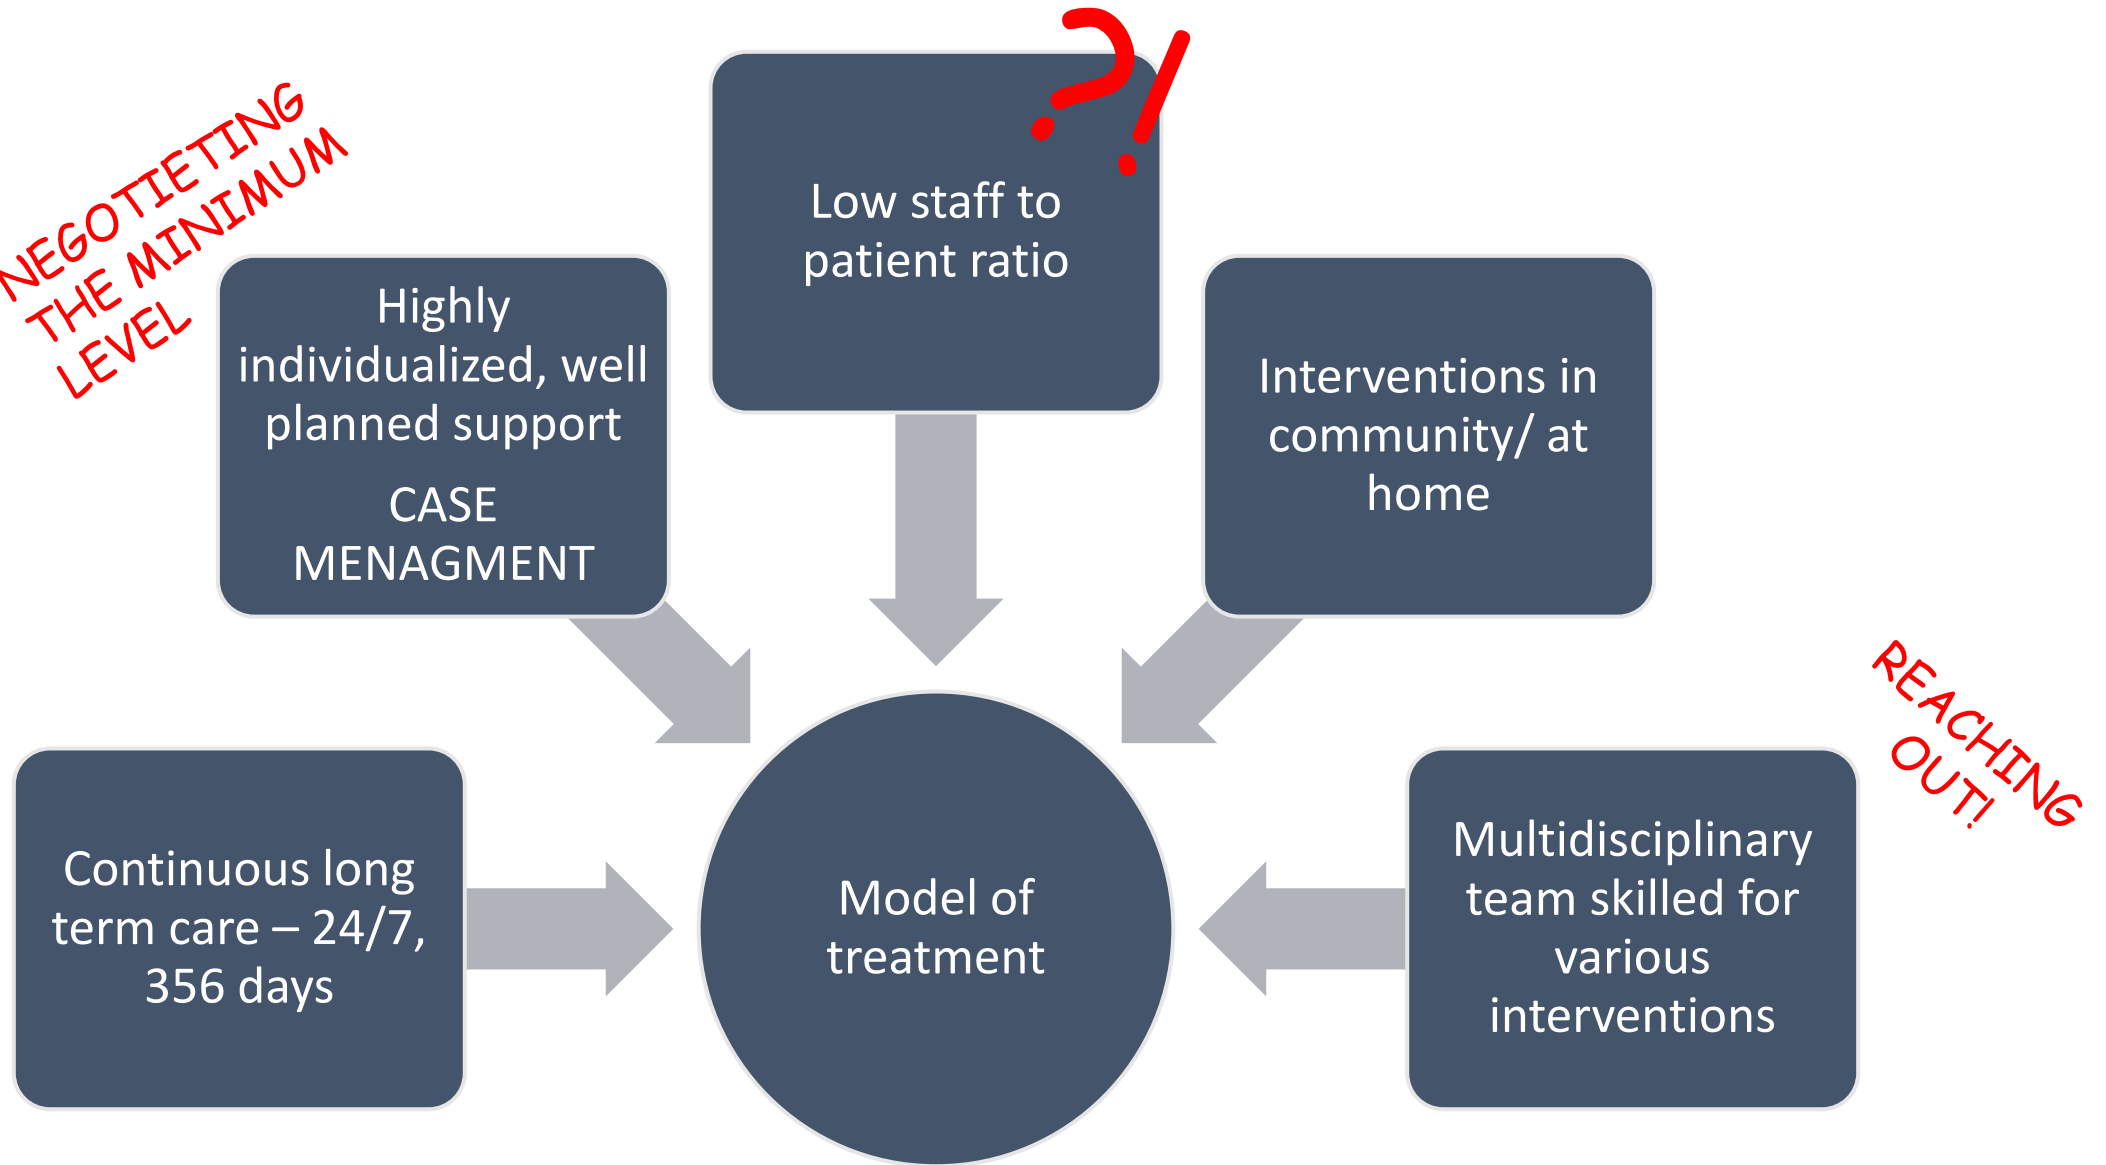 ?!
NEGOTIETING
THE MINIMUM
LEVEL
Low staff to
patient ratio
Highly
individualized, well
planned support
CASE
MENAGMENT
Interventions in
community/ at
home
REACHING
OUT!
Continuous long
term care – 24/7,
356 days
Model of
treatment
Multidisciplinary
team skilled for
various
interventions